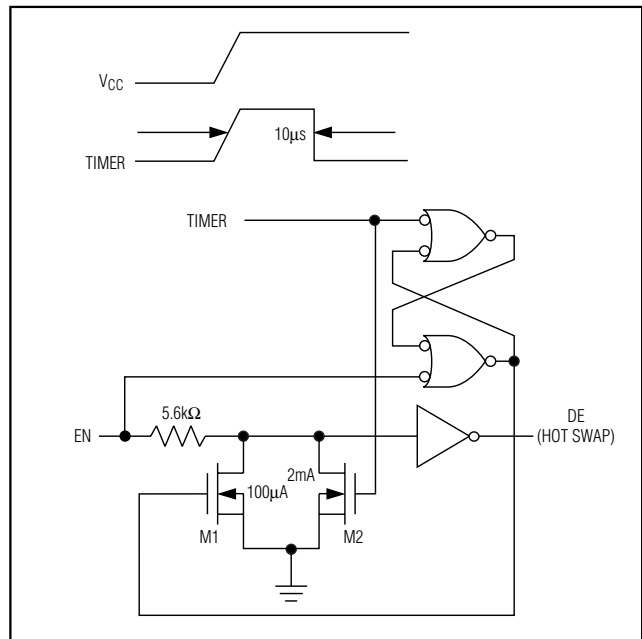 VCC
10μs
TIMER
TIMER
5.6kΩ
EN
DE
(HOT SWAP)
2mA
100μA
M1
M2